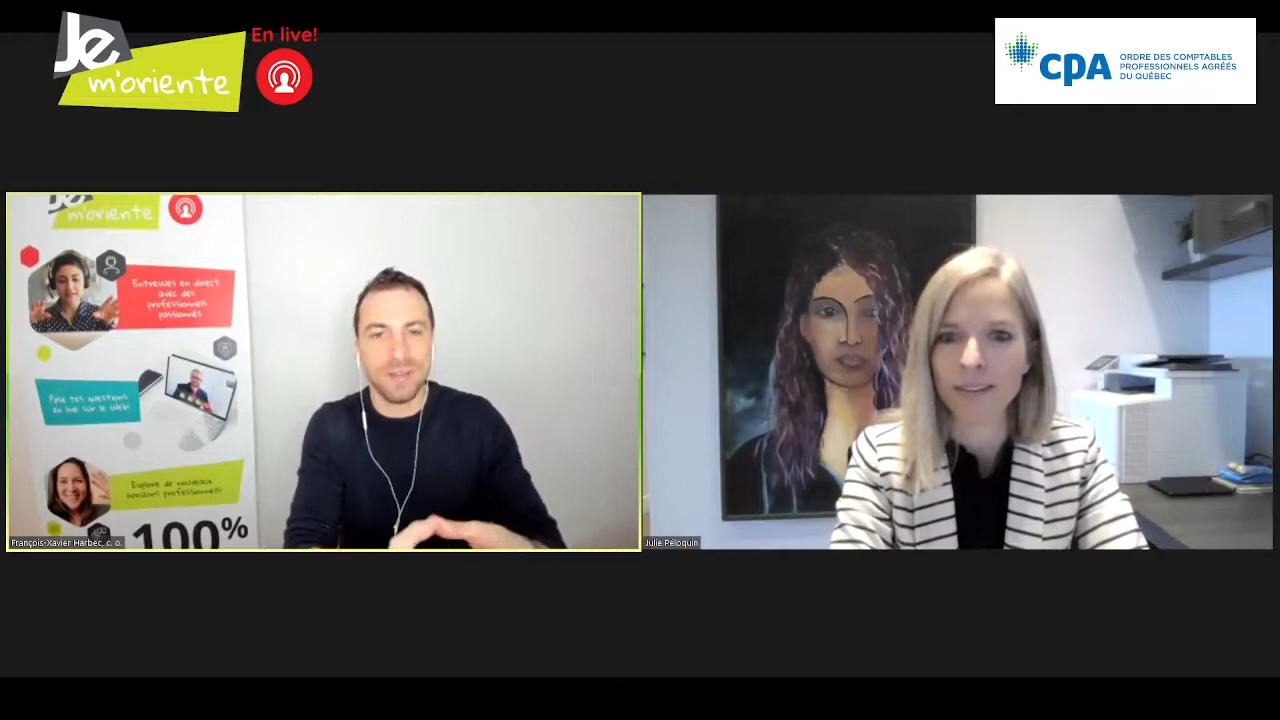 Je
m'oriente
En live!
cpa
ORDRE DES COMPTABLES
PROFESSIONNELS AGRÉÉS
DU QUÉBEC
Je
m'oriente
Entrevues en direct
avec des
professionnels
passionnés
Pose tes questions
en live sur le Web!
Explore de nouveaux
horizons professionnels!
100%
François-Xavier Harbec, c. o.
Julie Péloquin